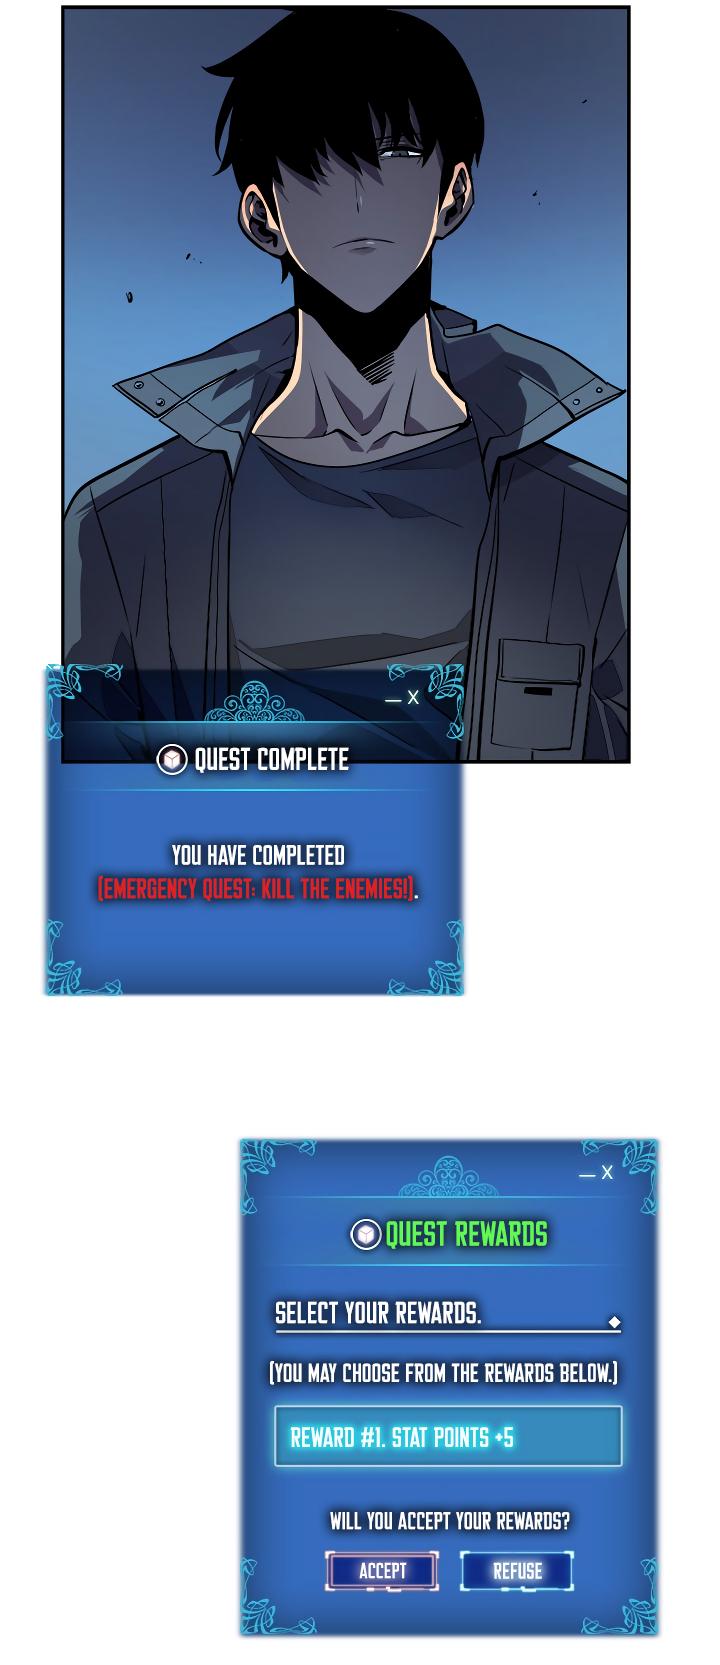 — X
QUEST COMPLETE
YOU HAVE COMPLETED
[EMERGENCY QUEST: KILL THE ENEMIES!].
— X
QUEST REWARDS
SELECT YOUR REWARDS.
[YOU MAY CHOOSE FROM THE REWARDS BELOW.]
REWARD #1. STAT POINTS +5
WILL YOU ACCEPT YOUR REWARDS?
ACCEPT REFUSE